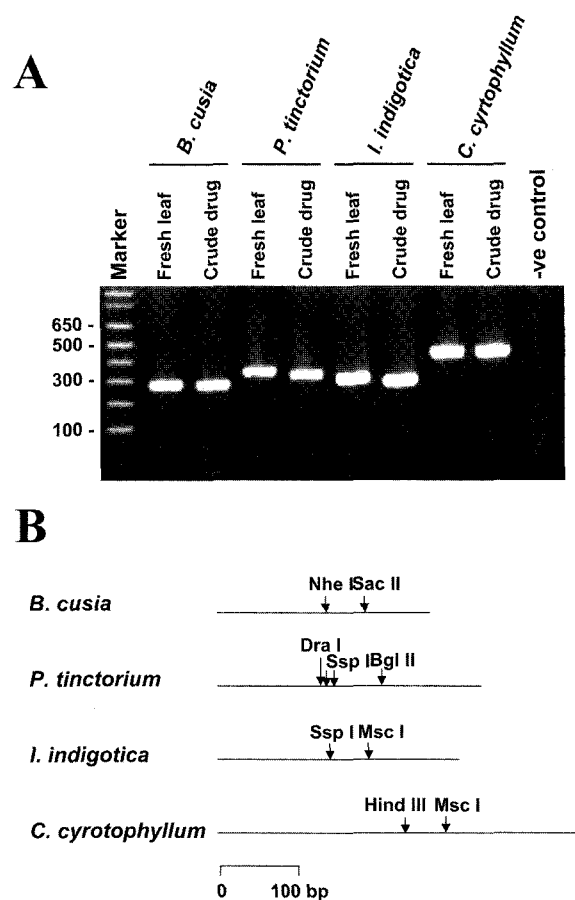 A
B. cusia
P. tinctorium
I. indigotica
C. cyrtophyllum
Marker
Fresh leaf
Crude drug
Fresh leaf
Crude drug
Fresh leaf
Crude drug
Fresh leaf
Crude drug
-ve control
650 -
500 -
300 -
100 -
B
Nhe I Sac II
B. cusia
Dra I
Ssp I Bgl II
P. tinctorium
Ssp I Msc I
I. indigotica
Hind III Msc I
C. cyrotophyllum
0 100 bp